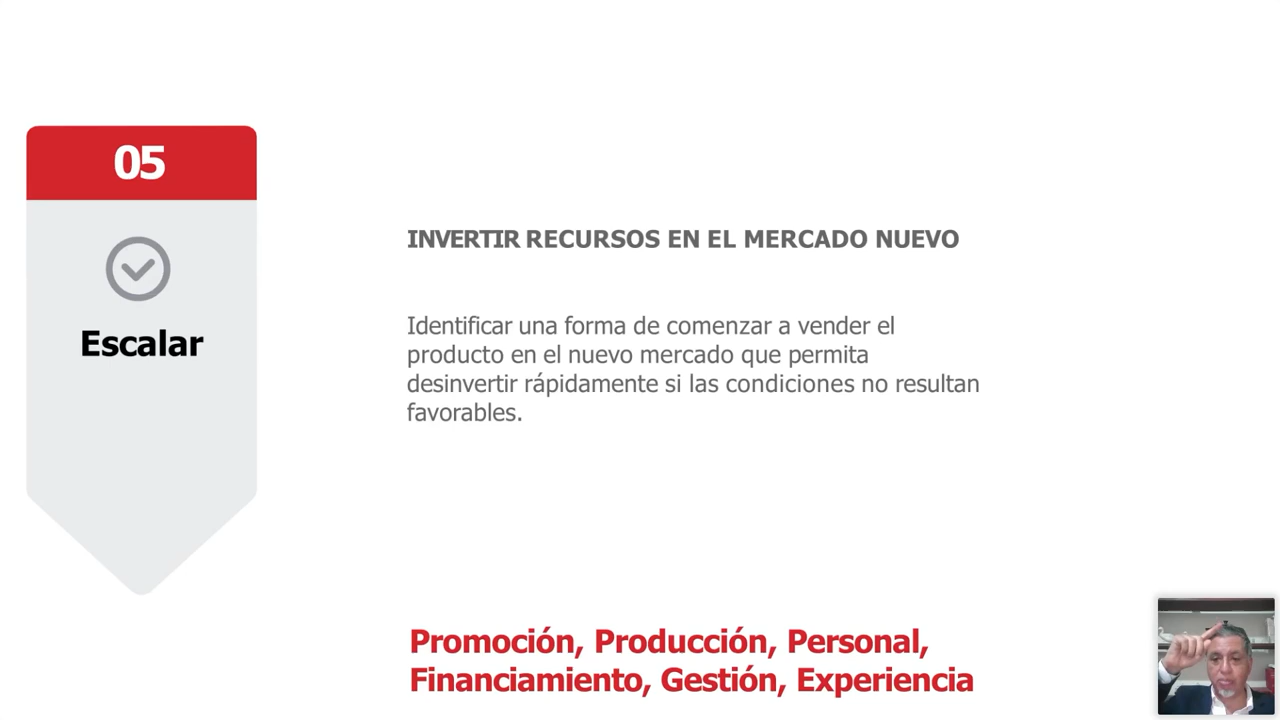 05
Escalar
INVERTIR RECURSOS EN EL MERCADO NUEVO
Identificar una forma de comenzar a vender el
producto en el nuevo mercado que permita
desinvertir rápidamente si las condiciones no resultan
favorables.
Promoción, Producción, Personal,
Financiamiento, Gestión, Experiencia